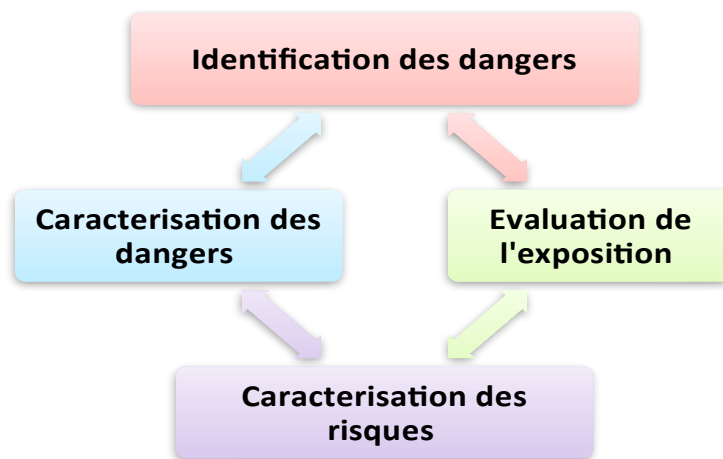 Identification des dangers
Caracterisation des
dangers
Evaluation de
l'exposition
Caracterisation des
risques